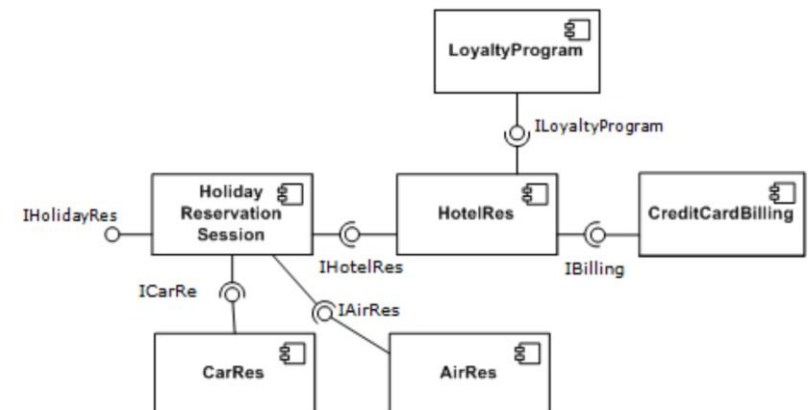 LoyaltyProgram
ILoyaltyProgram
Holiday
Reservation
Session
HotelRes
CreditCardBilling
IHolidayRes
IHotelRes
IBilling
ICarRe
IAirRes
CarRes
AirRes